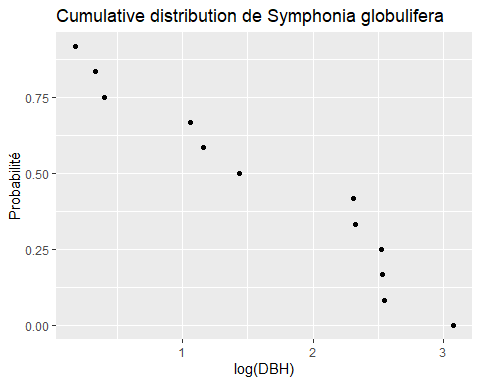 Cumulative distribution de Symphonia globulifera
Probabilité
0.75
0.50
0.25
0.00
1 2 3
log(DBH)